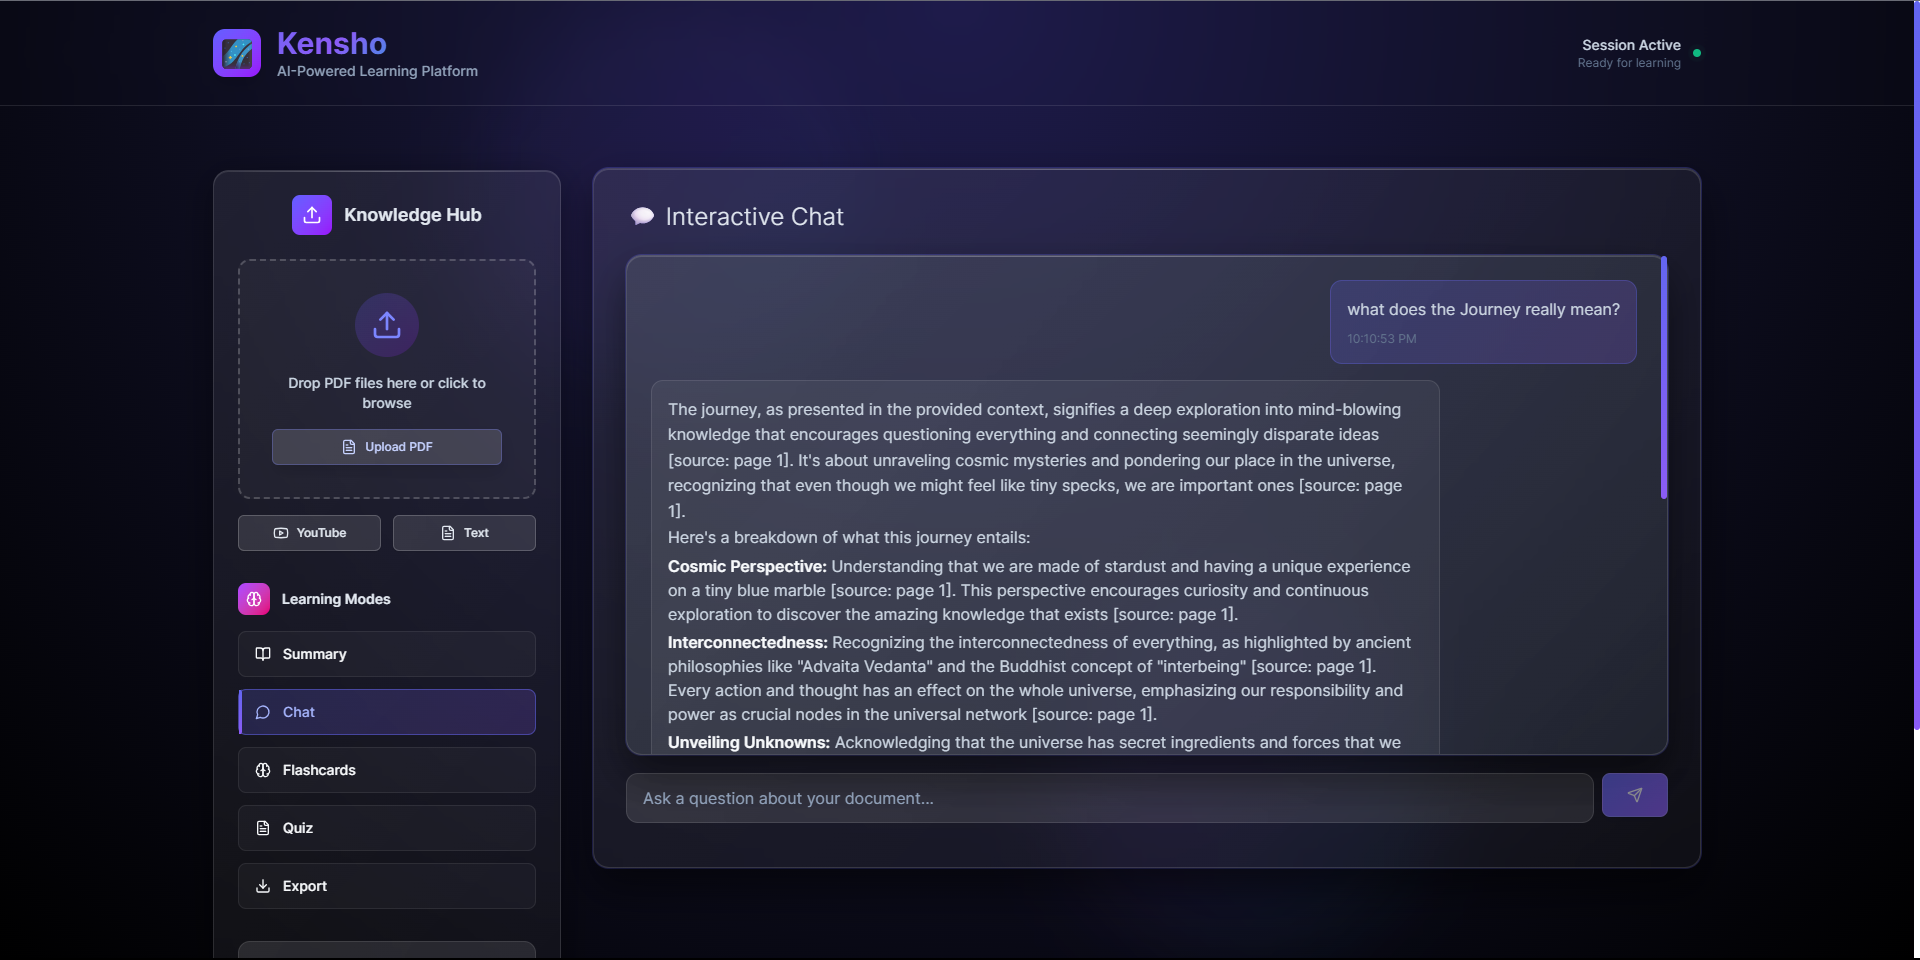 Kensho
AI-Powered Learning Platform
Session Active
Ready for learning
Knowledge Hub
Drop PDF files here or click to
browse
Upload PDF
YouTube
Text
Learning Modes
Summary
Chat
Flashcards
Quiz
Export
Interactive Chat
what does the Journey really mean?
10:10:53 PM
The journey, as presented in the provided context, signifies a deep exploration into mind-blowing
knowledge that encourages questioning everything and connecting seemingly disparate ideas
[source: page 1]. It's about unraveling cosmic mysteries and pondering our place in the universe,
recognizing that even though we might feel like tiny specks, we are important ones [source: page
1].
Here's a breakdown of what this journey entails:
Cosmic Perspective: Understanding that we are made of stardust and having a unique experience
on a tiny blue marble [source: page 1]. This perspective encourages curiosity and continuous
exploration to discover the amazing knowledge that exists [source: page 1].
Interconnectedness: Recognizing the interconnectedness of everything, as highlighted by ancient
philosophies like "Advaita Vedanta" and the Buddhist concept of "interbeing" [source: page 1].
Every action and thought has an effect on the whole universe, emphasizing our responsibility and
power as crucial nodes in the universal network [source: page 1].
Unveiling Unknowns: Acknowledging that the universe has secret ingredients and forces that we
Ask a question about your document...